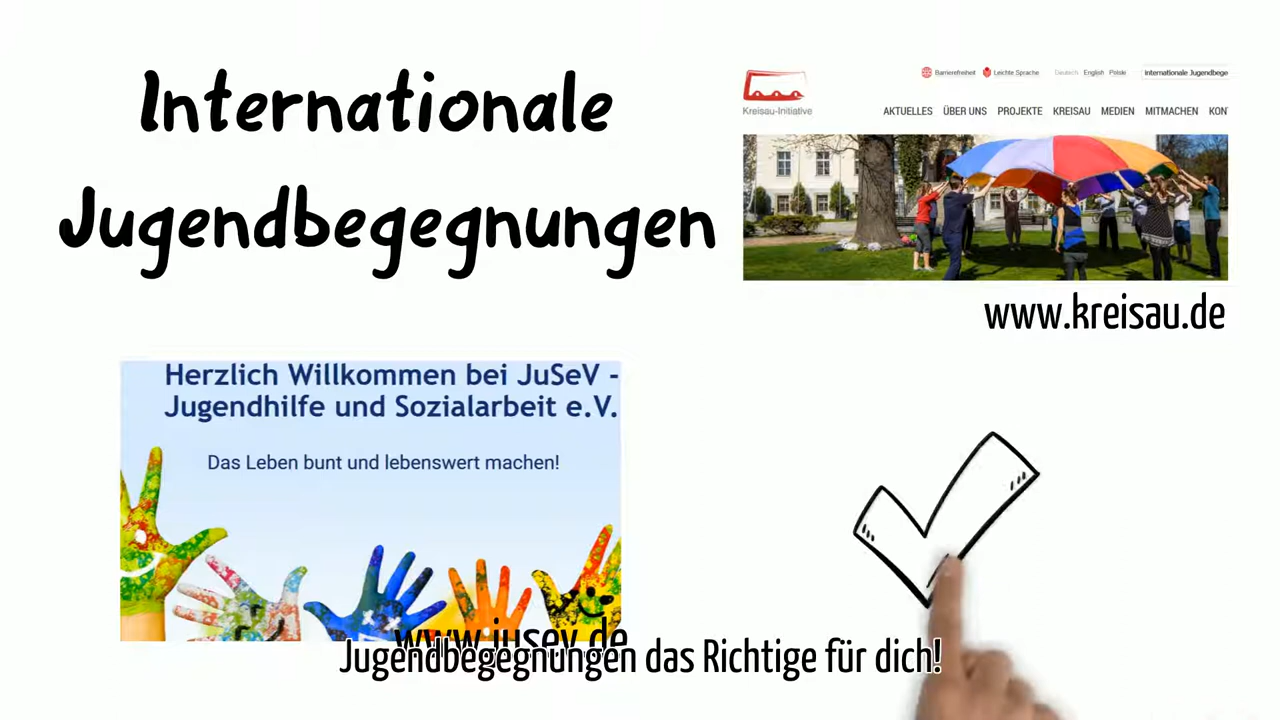 Internationale
Jugendbegegnungen
Kreisau-Initiative
Barrierefreiheit Leichte Sprache Deutsch English Polski Internationale Jugendbege
AKTUELLES ÜBER UNS PROJEKTE KREISAU MEDIEN MITMACHEN KON
www.kreisau.de
Herzlich Willkommen bei JuSeV -
Jugendhilfe und Sozialarbeit e.V.
Das Leben bunt und lebenswert machen!
www.jusev.de
Jugendbegegnungen das Richtige für dich!